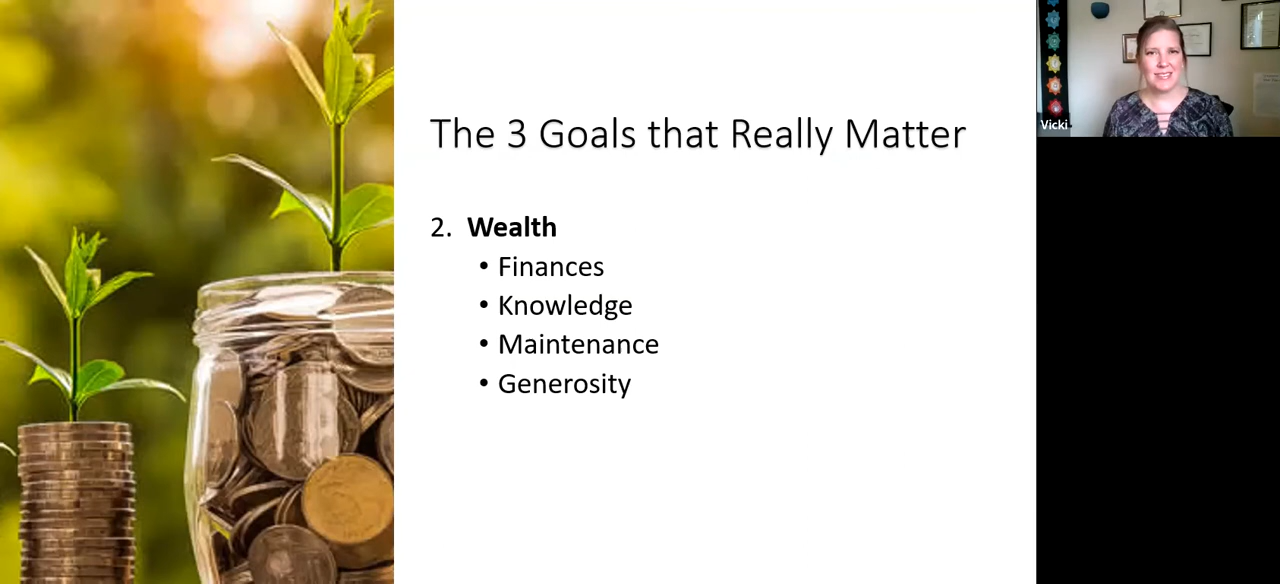 The 3 Goals that Really Matter
2. Wealth
• Finances
• Knowledge
• Maintenance
• Generosity
Vicki